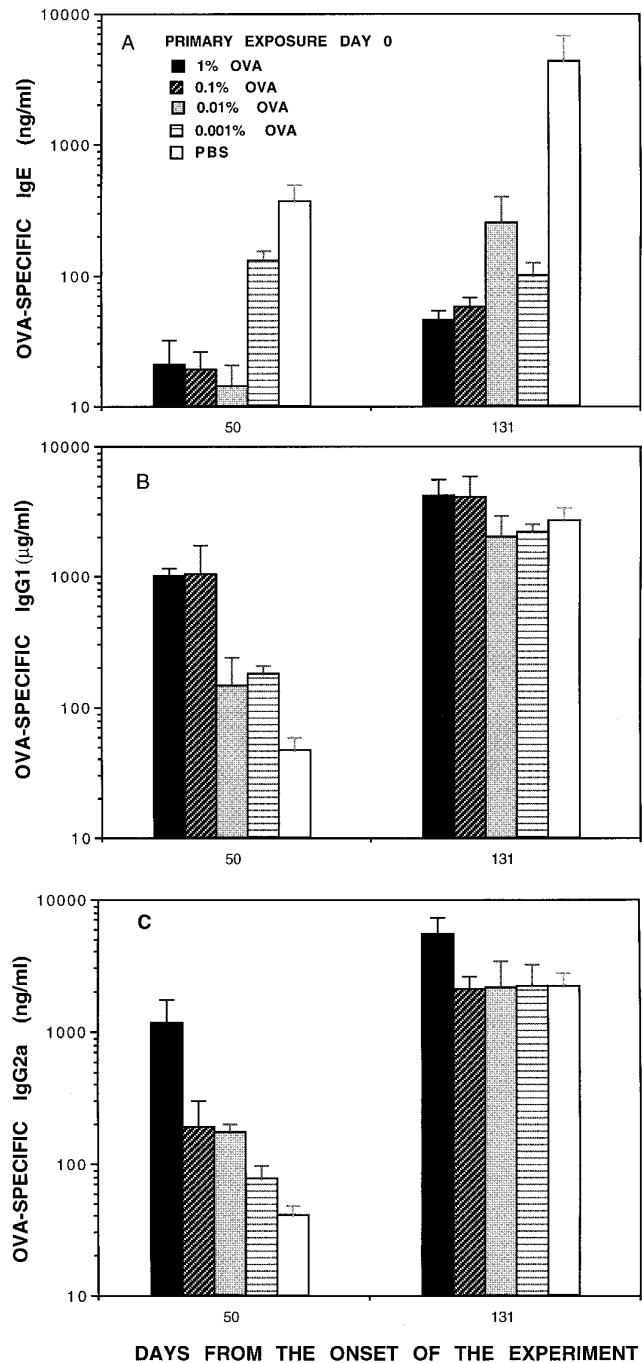 A
PRIMARY EXPOSURE DAY 0
1% OVA
0.1% OVA
0.01% OVA
0.001% OVA
PBS
OVA-SPECIFIC IgE (ng/ml)
10000
1000
100
10
50
131
B
OVA-SPECIFIC IgG1 (µg/ml)
10000
1000
100
10
50
131
C
OVA-SPECIFIC IgG2a (ng/ml)
10000
1000
100
10
50
131
DAYS FROM THE ONSET OF THE EXPERIMENT